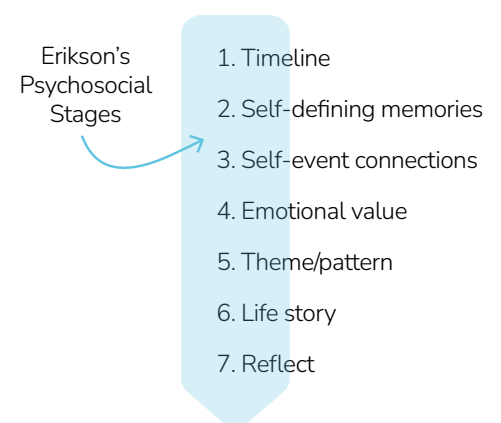 Erikson's
Psychosocial
Stages
1. Timeline
2. Self-defining memories
3. Self-event connections
4. Emotional value
5. Theme/pattern
6. Life story
7. Reflect